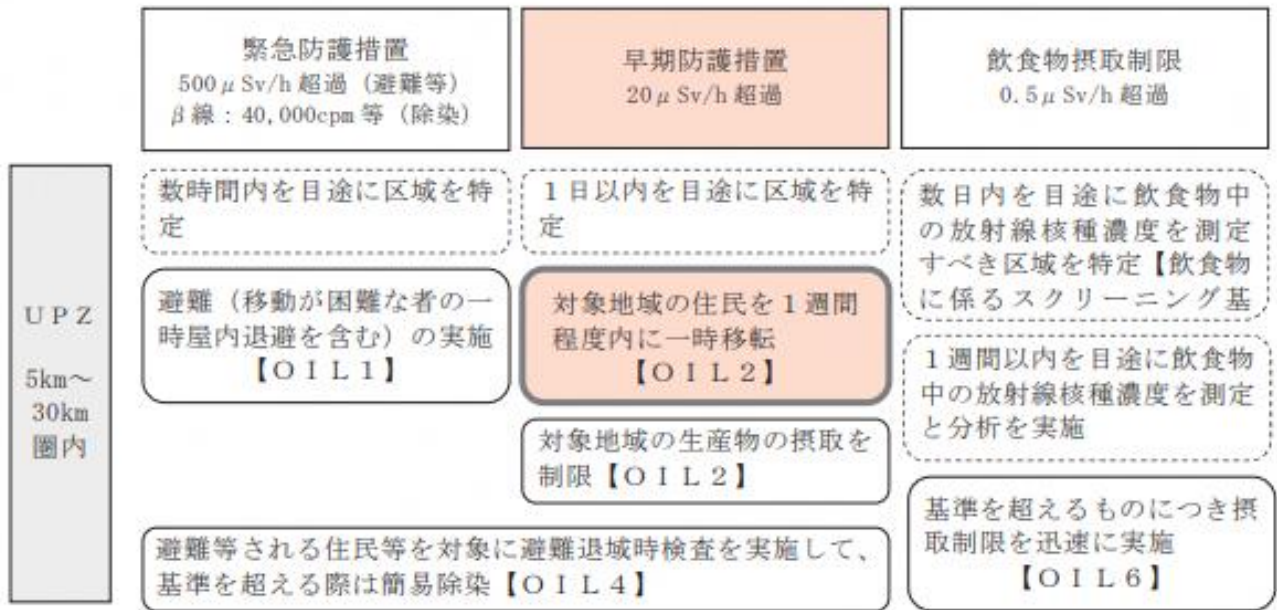 緊急防護措置
500μSv/h 超過（避難等）
β線：40,000cpm 等（除染）
早期防護措置
20μSv/h 超過
飲食物摂取制限
0.5μSv/h 超過
UPZ
5km～
30km
圏内
数時間内を目途に区域を特
定
避難（移動が困難な者の一
時屋内退避を含む）の実施
【OIL1】
1日以内を目途に区域を特
定
対象地域の住民を1週間
程度内に一時移転
【OIL2】
対象地域の生産物の摂取を
制限【OIL2】
避難等される住民等を対象に避難退域時検査を実施して、
基準を超える際は簡易除染【OIL4】
数日内を目途に飲食物中
の放射線核種濃度を測定
すべき区域を特定【飲食物
に係るスクリーニング基
1週間以内を目途に飲食物
中の放射線核種濃度を測定
と分析を実施
基準を超えるものにつき摂
取制限を迅速に実施
【OIL6】